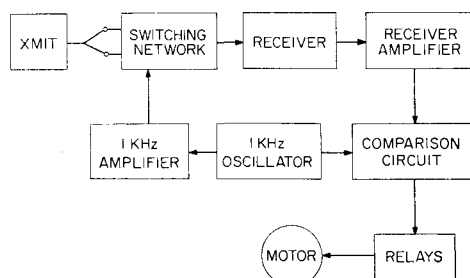 XMIT
SWITCHING
NETWORK
RECEIVER
RECEIVER
AMPLIFIER
1 KHz
AMPLIFIER
1 KHz
OSCILLATOR
COMPARISON
CIRCUIT
MOTOR
RELAYS